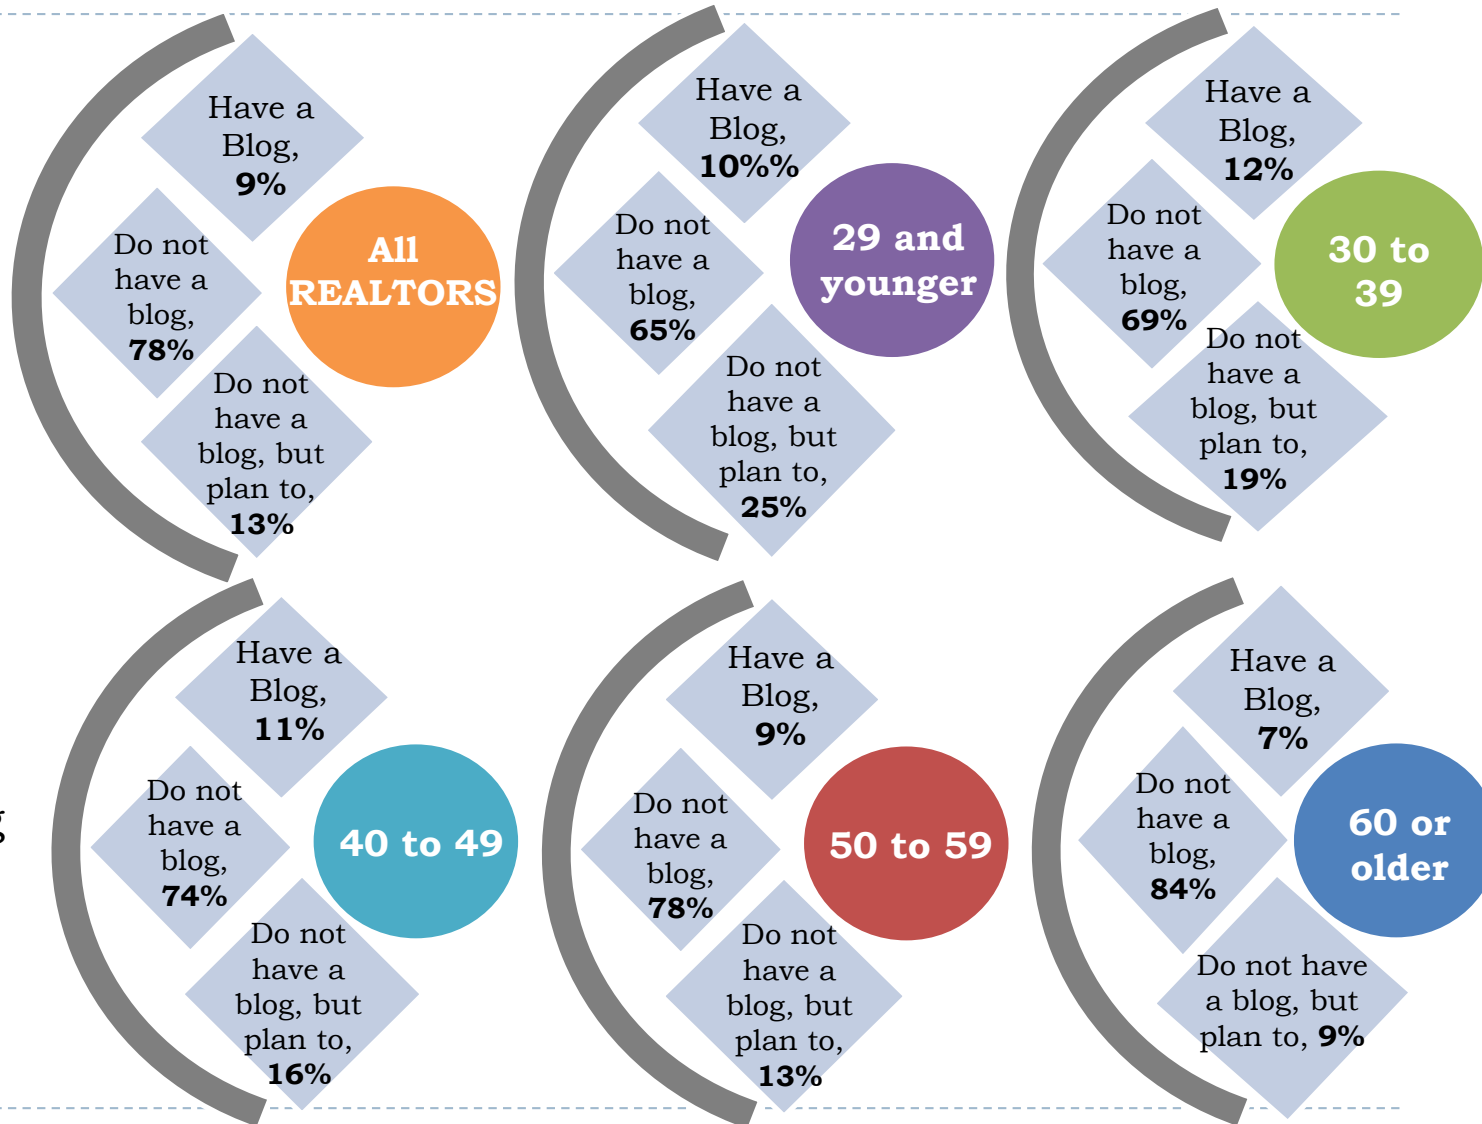 Have a
Blog,
9%
Do not
have a
blog,
78%
Do not
have a
blog, but
plan to,
13%
All
REALTORS
Have a
Blog,
10%%
Do not
have a
blog,
65%
Do not
have a
blog, but
plan to,
25%
29 and
younger
Have a
Blog,
12%
Do not
have a
blog,
69%
Do not
have a
blog, but
plan to,
19%
30 to
39
Have a
Blog,
11%
Do not
have a
blog,
74%
Do not
have a
blog, but
plan to,
16%
40 to 49
Have a
Blog,
9%
Do not
have a
blog,
78%
Do not
have a
blog, but
plan to,
13%
50 to 59
Have a
Blog,
7%
Do not
have a
blog,
84%
Do not have
a blog, but
plan to, 9%
60 or
older